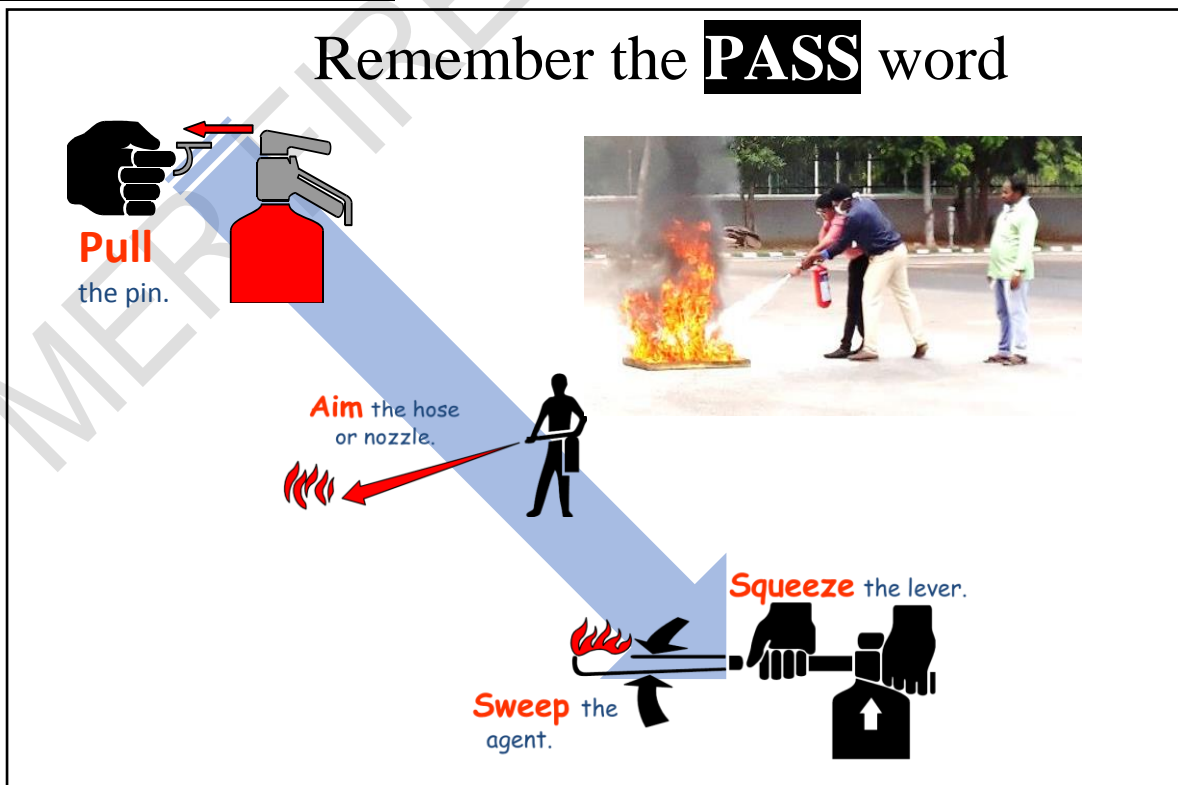 Remember the PASS word
Pull
the pin.
Aim the hose
or nozzle.
Squeeze the lever.
Sweep the
agent.